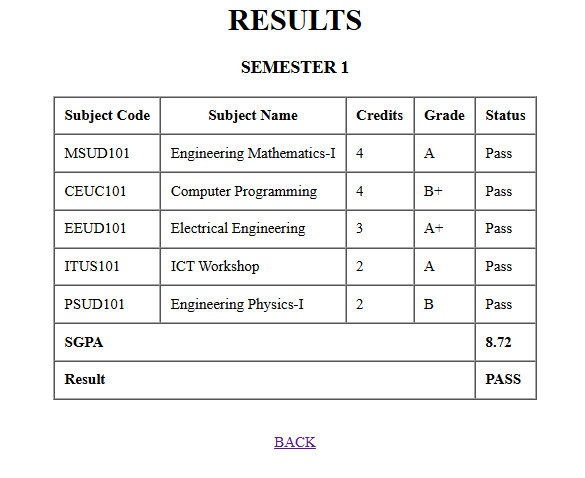 RESULTS
SEMESTER 1
Subject Code Subject Name Credits Grade Status
MSUD101 Engineering Mathematics-I 4 A Pass
CEUC101 Computer Programming 4 B+ Pass
EEUD101 Electrical Engineering 3 A+ Pass
ITUS101 ICT Workshop 2 A Pass
PSUD101 Engineering Physics-I 2 B Pass
SGPA 8.72
Result PASS
BACK